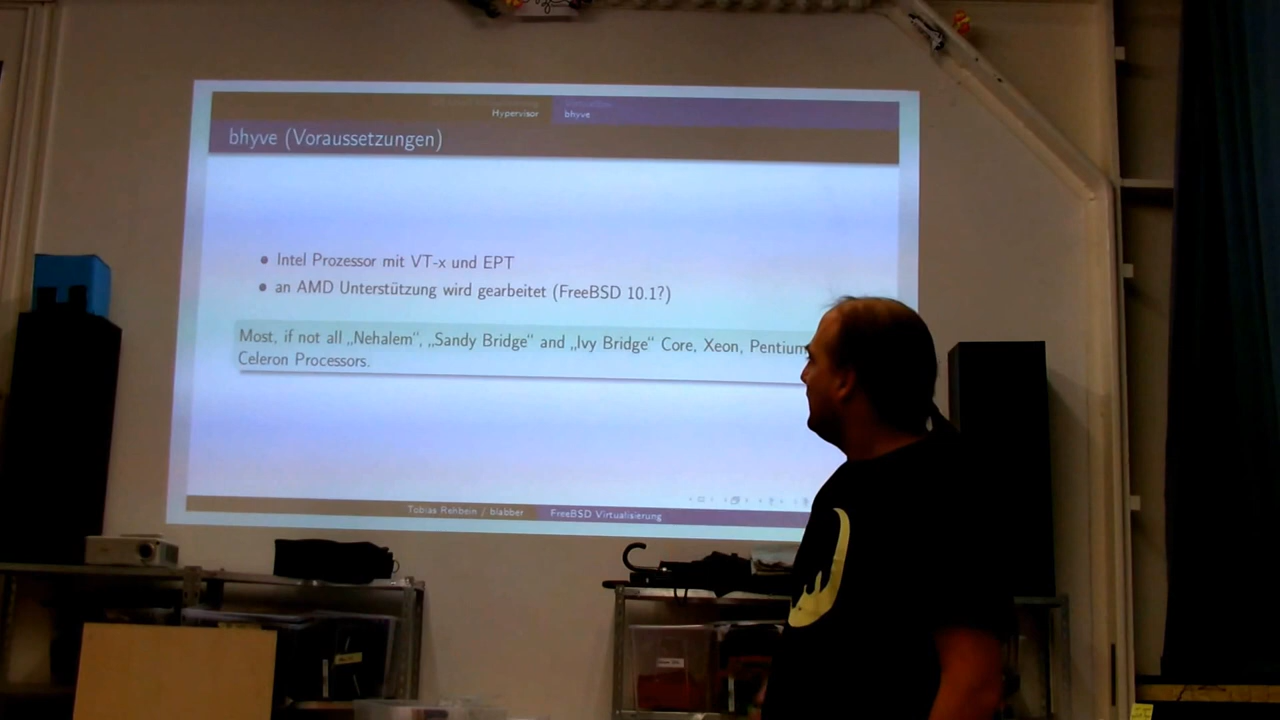 Hypervisor
bhyve
bhyve (Voraussetzungen)
Intel Prozessor mit VT-x und EPT
an AMD Unterstützung wird gearbeitet (FreeBSD 10.1?)
Most, if not all „Nehalem“, „Sandy Bridge“ and „Ivy Bridge“ Core, Xeon, Pentium
Celeron Processors.
Tobias Rehbein / blabber
FreeBSD Virtualisierung